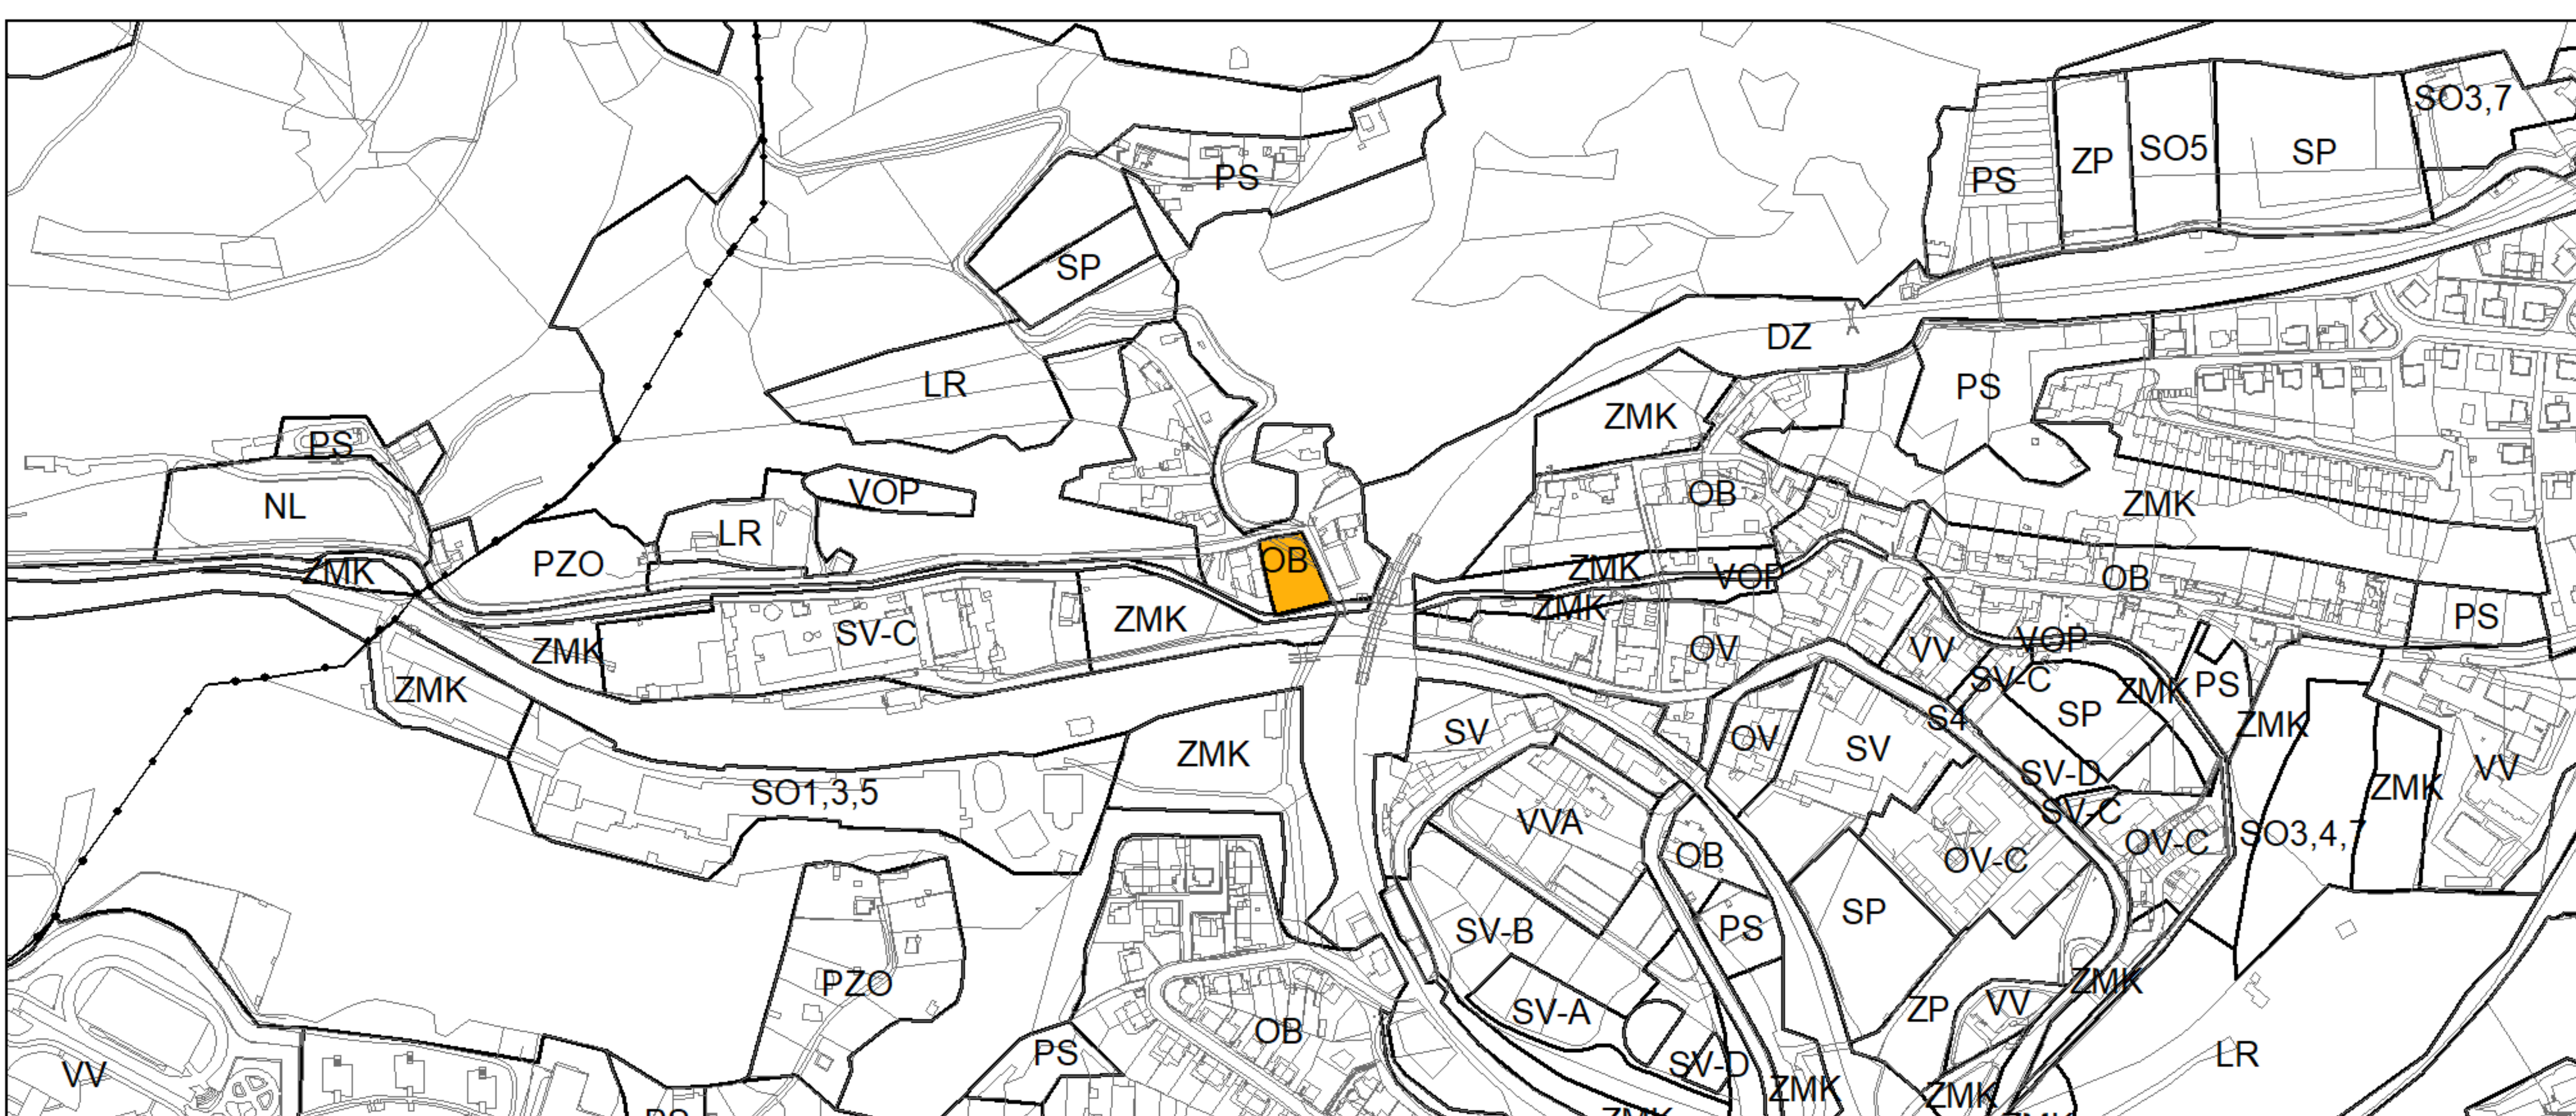 SO3,7
SP
SO5
ZP
PS
PS
SP
DZ
LR
PS
ZMK
PS
VOP
OB
ZMK
NL
LR
PZO
OB
ZMK
ZMK
VOP
OB
ZMK
ZMK
PS
SV-C
ZMK
OV
VV
VOP
SV-C
ZMK
PS
ZMK
SP
S4
ZMK
SV
OV
SV
ZMK
VV
SV-D
ZMK
SO1,3,5
SV-C
VVA
OV-C
SO3,4,7
OB
OV-C
SP
SV-B
PS
PZO
ZMK
SV-A
ZP
VV
OB
PS
LR
VV
SV-D
ZMK
ZMK